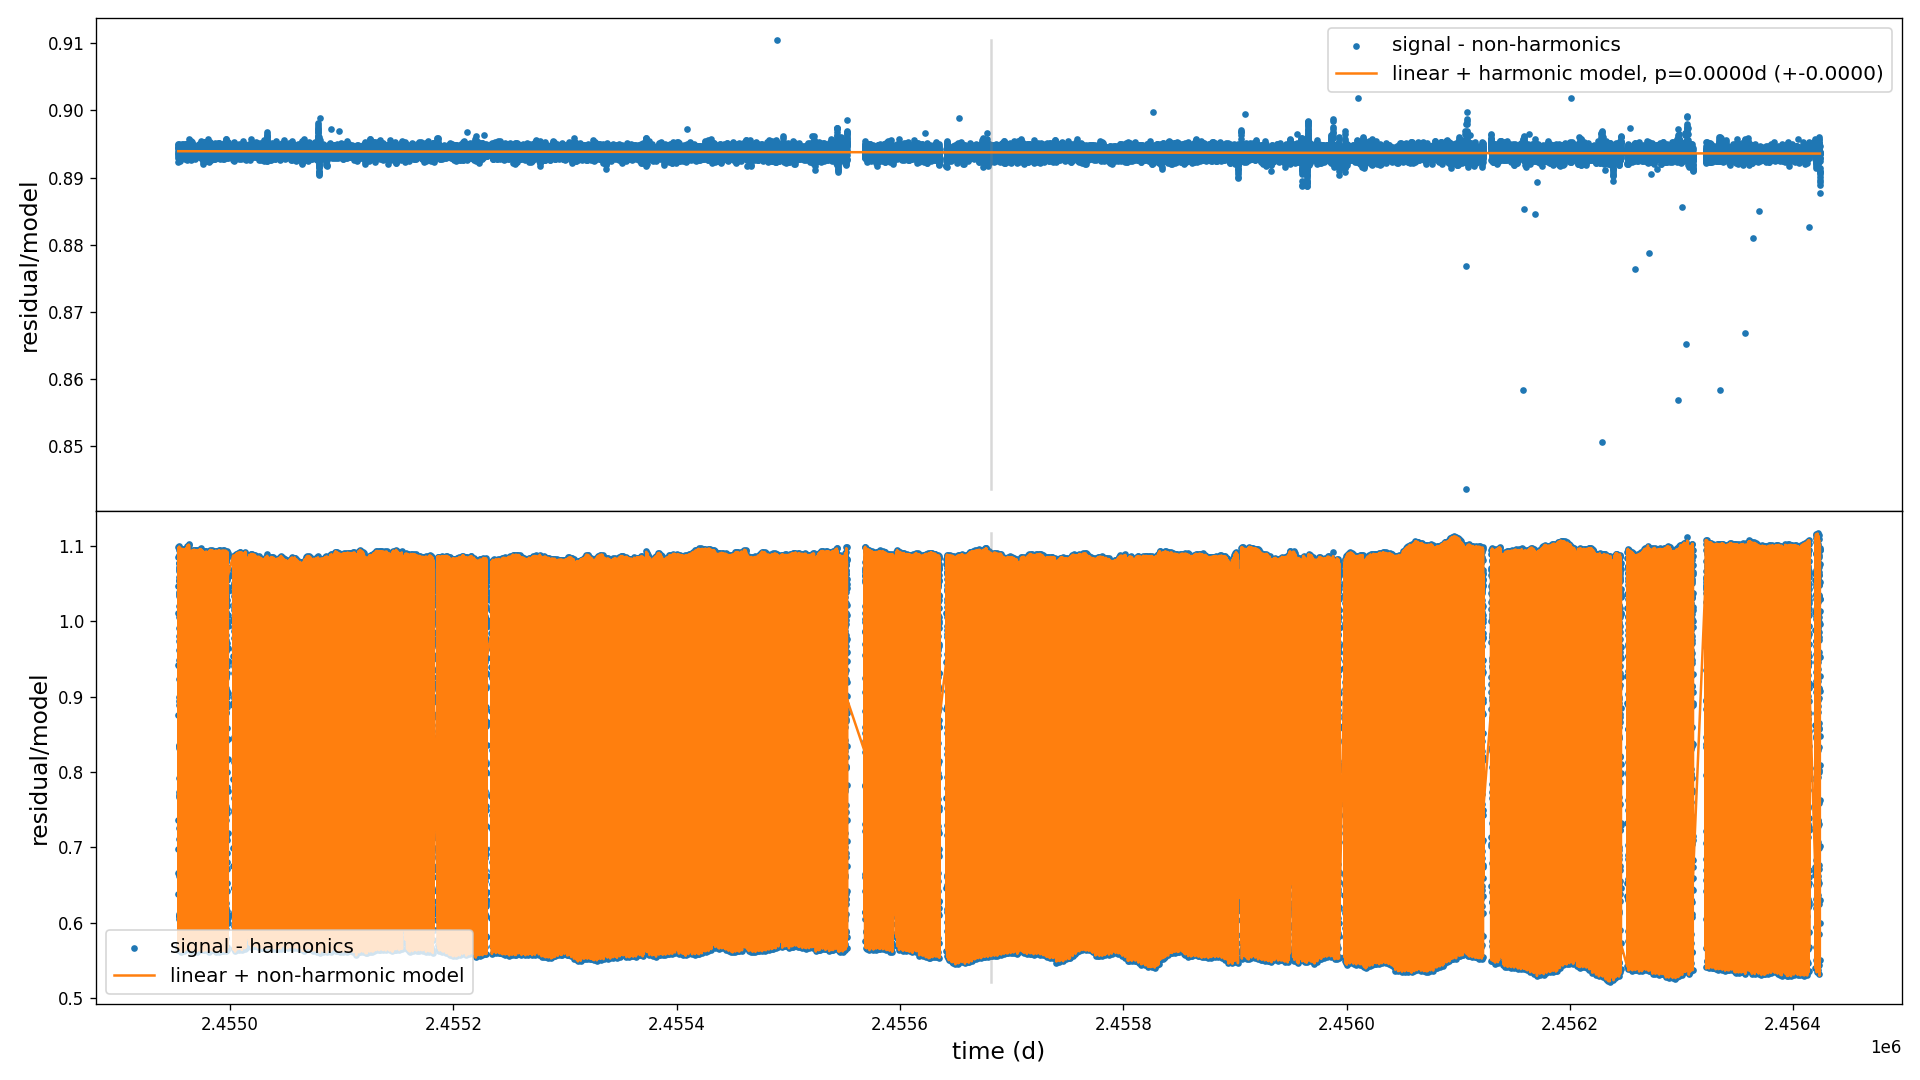 0.91
0.90
0.89
0.88
0.87
0.86
0.85
residual/model
signal - non-harmonics
linear + harmonic model, p=0.0000d (+-0.0000)
1.1
1.0
0.9
0.8
0.7
0.6
0.5
residual/model
signal - harmonics
linear + non-harmonic model
2.4550
2.4552
2.4554
2.4556
2.4558
2.4560
2.4562
2.4564
1e6
time (d)